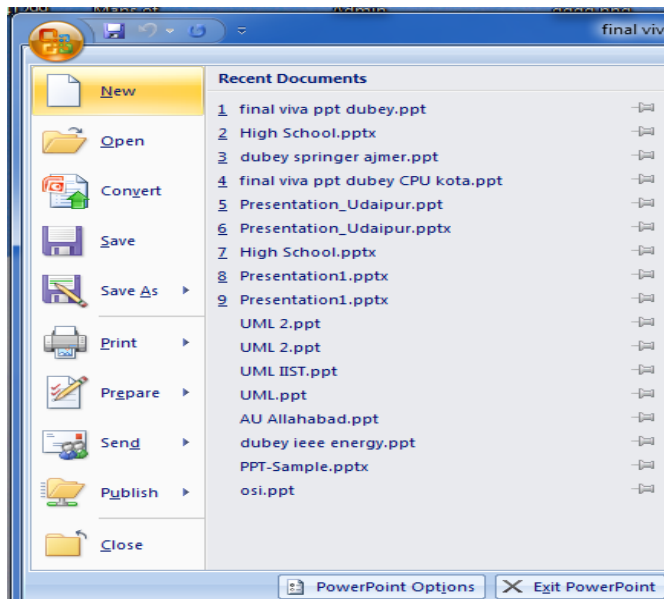 final viv
New
Open
Convert
Save
Save As
Print
Prepare
Send
Publish
Close
Recent Documents
1 final viva ppt dubey.ppt
2 High School.pptx
3 dubey springer ajmer.ppt
4 final viva ppt dubey CPU kota.ppt
5 Presentation_Udaipur.ppt
6 Presentation_Udaipur.pptx
7 High School.pptx
8 Presentation1.pptx
9 Presentation1.pptx
UML 2.ppt
UML 2.ppt
UML IIST.ppt
UML.ppt
AU Allahabad.ppt
dubey ieee energy.ppt
PPT-Sample.pptx
osi.ppt
PowerPoint Options
Exit PowerPoint